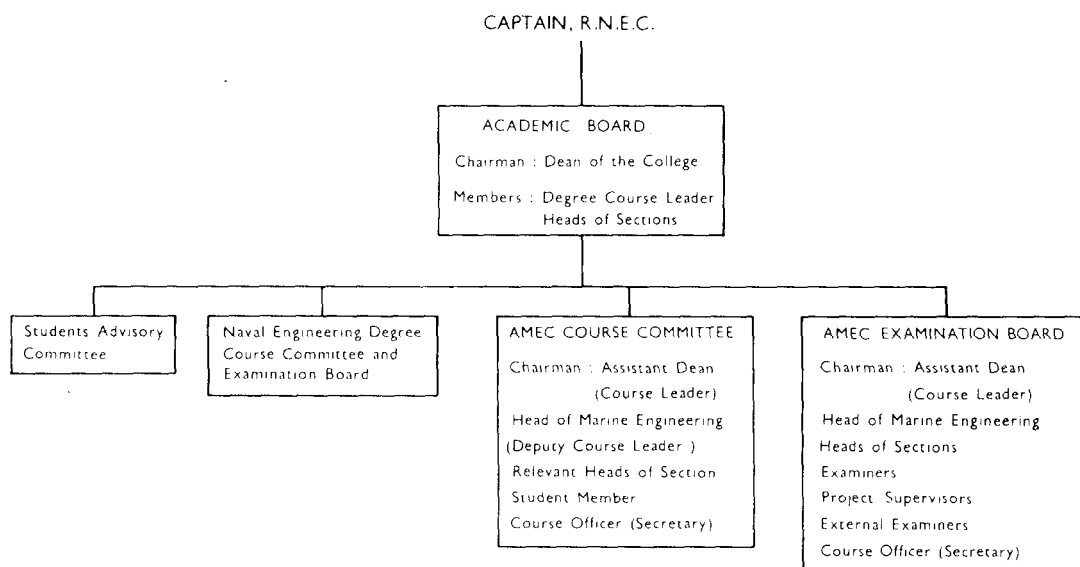 CAPTAIN, R.N.E.C.
ACADEMIC BOARD
Chairman : Dean of the College
Members : Degree Course Leader
Heads of Sections
Students Advisory
Committee
Naval Engineering Degree
Course Committee and
Examination Board
AMEC COURSE COMMITTEE
Chairman : Assistant Dean
(Course Leader)
Head of Marine Engineering
(Deputy Course Leader )
Relevant Heads of Section
Student Member
Course Officer (Secretary)
AMEC EXAMINATION BOARD
Chairman : Assistant Dean
(Course Leader)
Head of Marine Engineering
Heads of Sections
Examiners
Project Supervisors
External Examiners
Course Officer (Secretary)